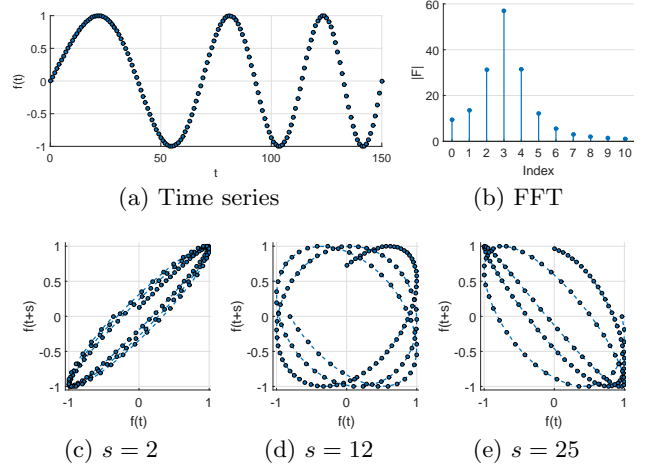 1
0.5
0
-0.5
-1
f(t)
0 50 100 150
t
(a) Time series
60
40
20
0
|F|
0 1 2 3 4 5 6 7 8 9 10
Index
(b) FFT
1
0.5
0
-0.5
-1
f(t+s)
-1 0 1
f(t)
(c) s = 2
1
0.5
0
-0.5
-1
f(t+s)
-1 0 1
f(t)
(d) s = 12
1
0.5
0
-0.5
-1
f(t+s)
-1 0 1
f(t)
(e) s = 25